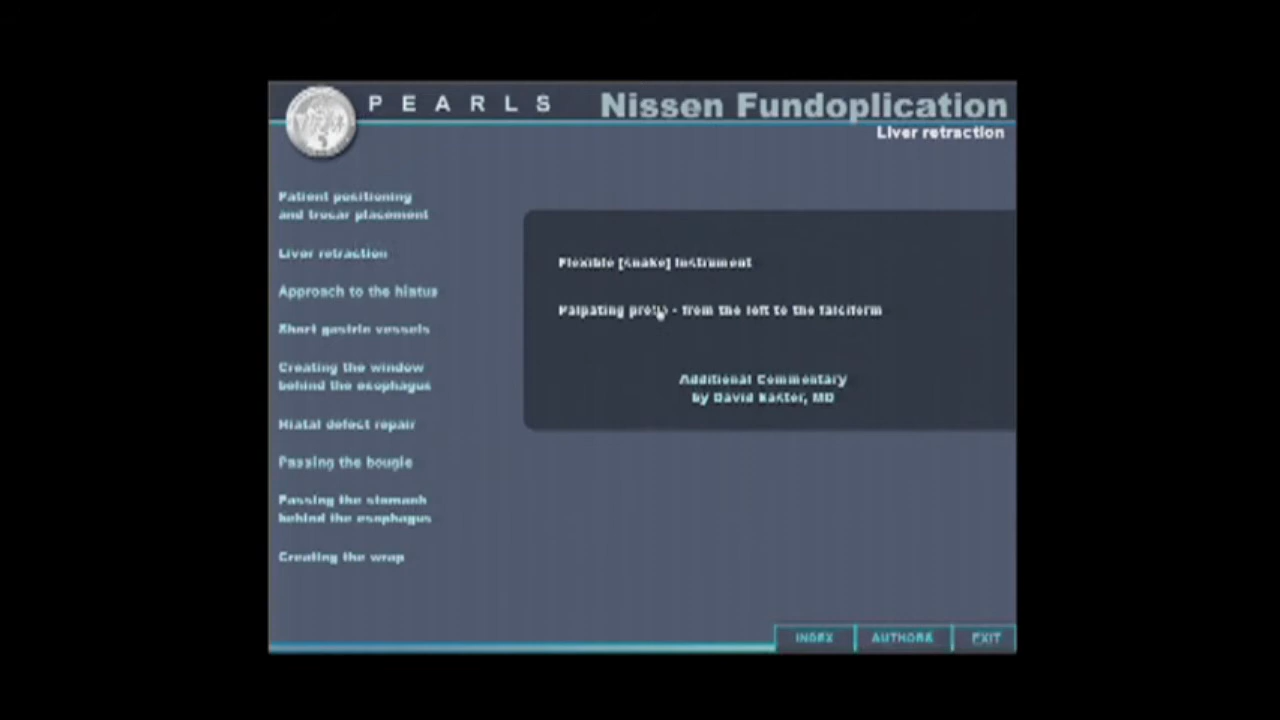 PEARLS
Nissen Fundoplication
Liver retraction
Patient positioning
and trocar placement
Liver retraction
Approach to the hiatus
Short gastric vessels
Creating the window
behind the esophagus
Hiatal defect repair
Passing the bougie
Passing the stomach
behind the esophagus
Creating the wrap
Flexible [snake] instrument
Palpating probe - from the left to the falciform
Additional Commentary
by David MD
INDEX
AUTHORS
EXIT